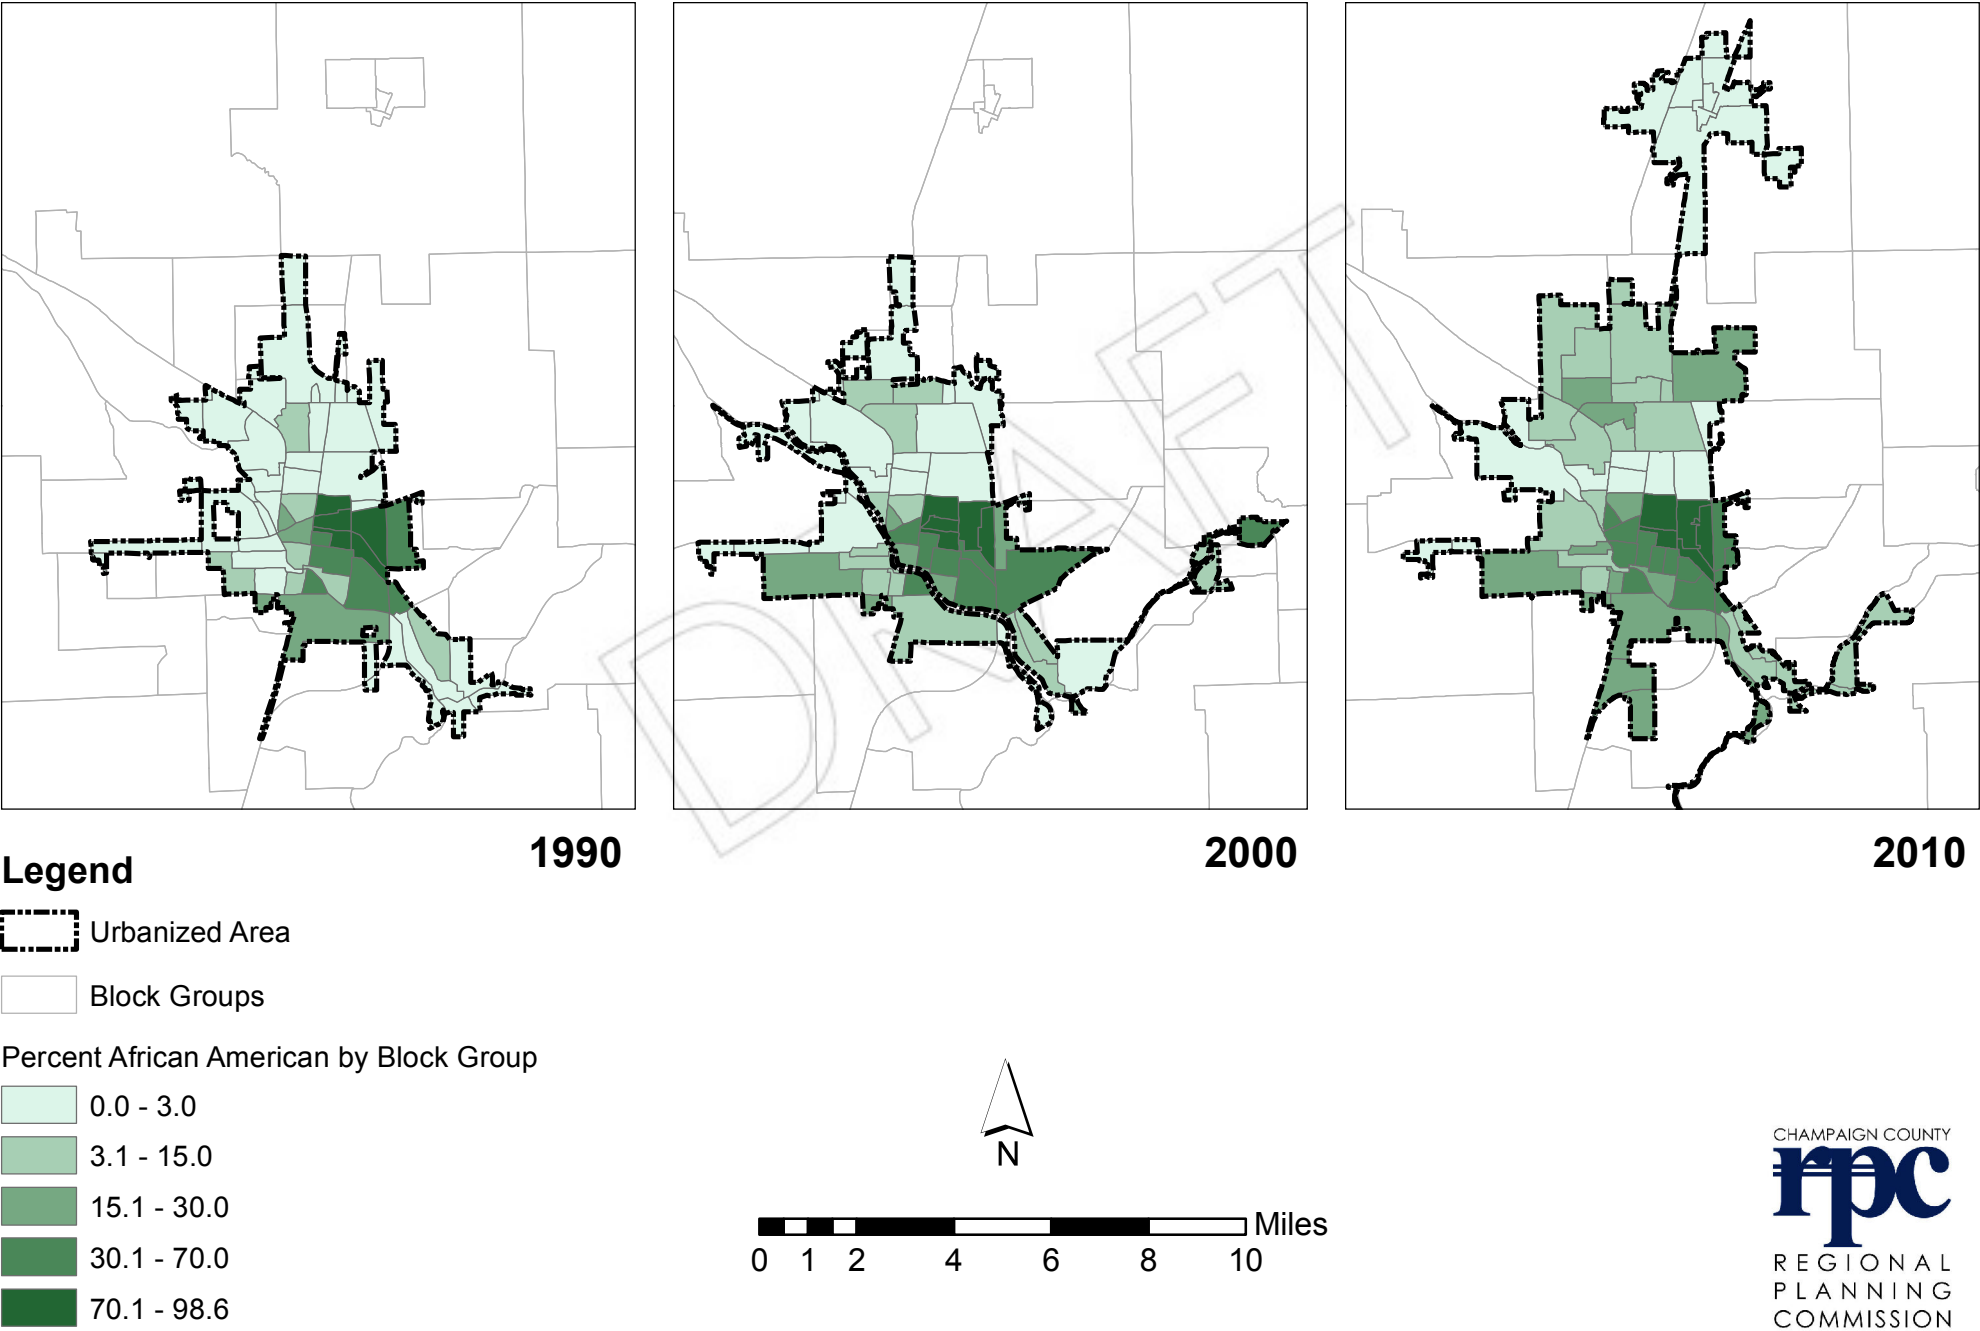 DRAFT
1990
2000
2010
Legend
Urbanized Area
Block Groups
Percent African American by Block Group
0.0 - 3.0
3.1 - 15.0
15.1 - 30.0
30.1 - 70.0
70.1 - 98.6
N
Miles
0 1 2 4 6 8 10
CHAMPAIGN COUNTY
rpc
REGIONAL
PLANNING
COMMISSION